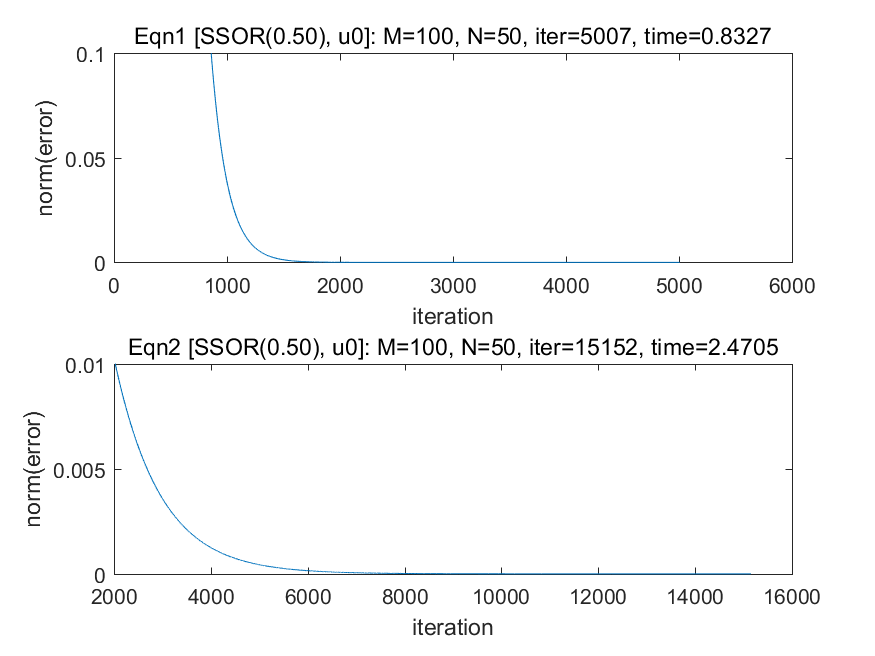 Eqn1 [SSOR(0.50), u0]: M=100, N=50, iter=5007, time=0.8327
0.1
0.05
0
norm(error)
0 1000 2000 3000 4000 5000 6000
iteration
Eqn2 [SSOR(0.50), u0]: M=100, N=50, iter=15152, time=2.4705
0.01
0.005
0
norm(error)
2000 4000 6000 8000 10000 12000 14000 16000
iteration